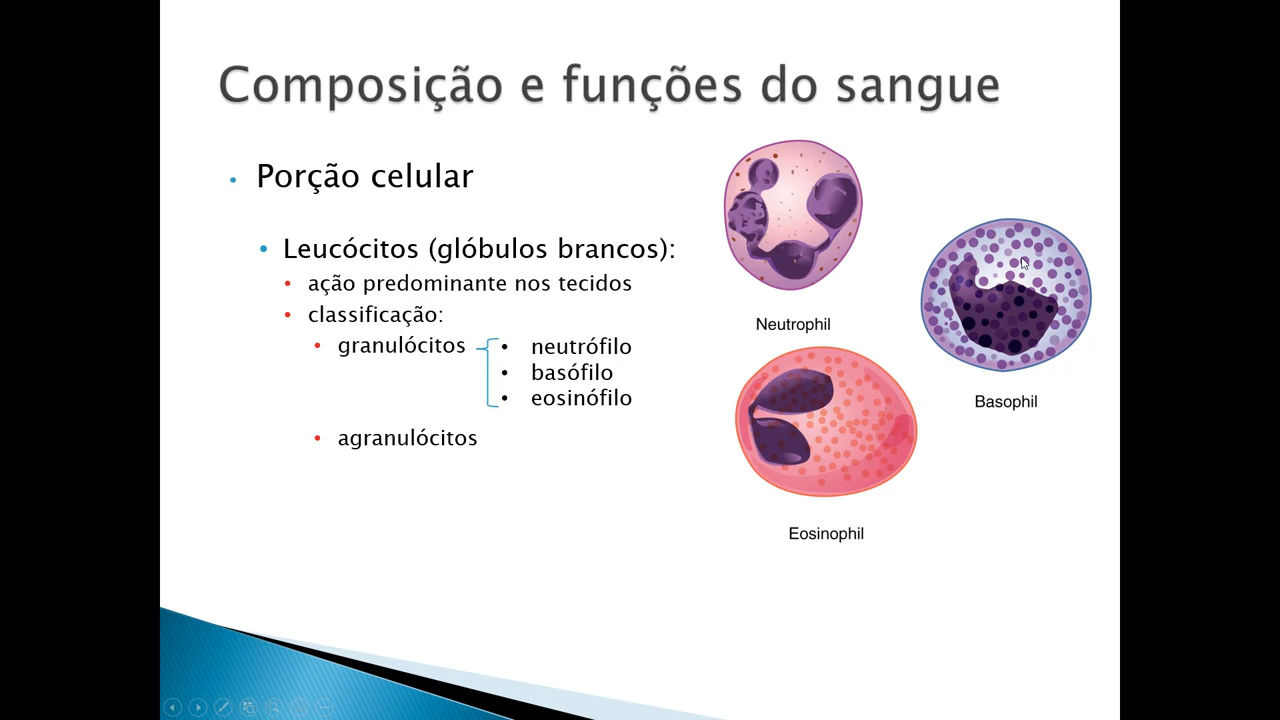 Composição e funções do sangue
• Porção celular
• Leucócitos (glóbulos brancos):
• ação predominante nos tecidos
• classificação:
• granulócitos
• neutrófilo
• basófilo
• eosinófilo
• agranulócitos
Neutrophil
Basophil
Eosinophil